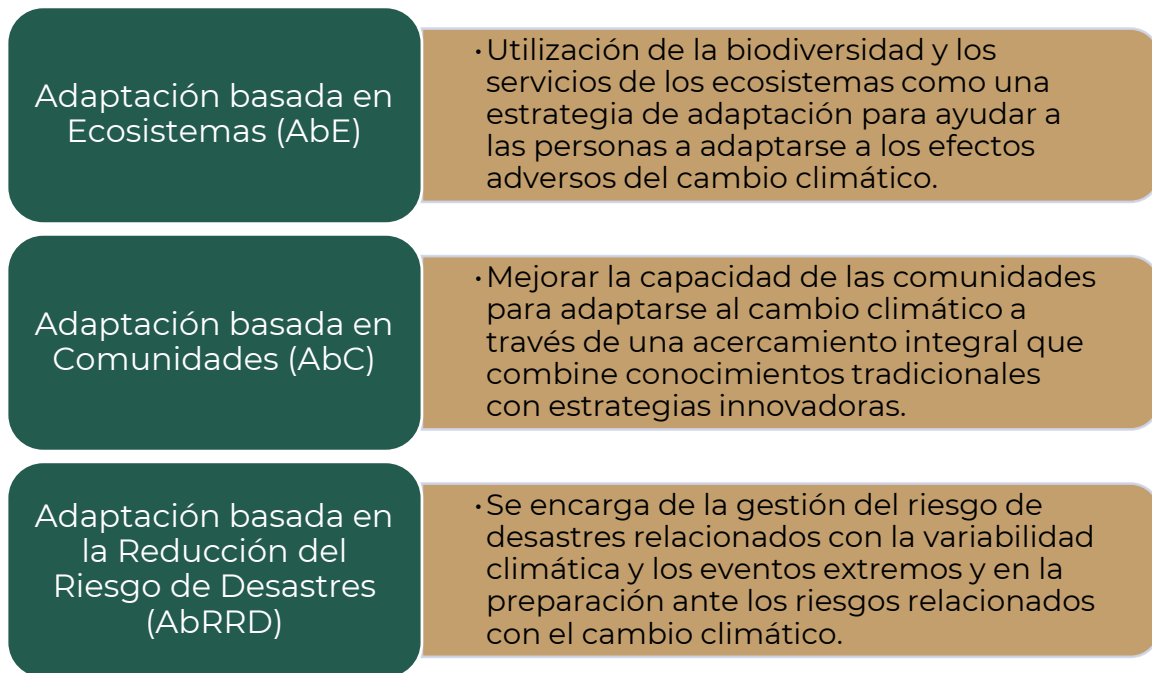 Adaptación basada en
Ecosistemas (AbE)
•Utilización de la biodiversidad y los
servicios de los ecosistemas como una
estrategia de adaptación para ayudar a
las personas a adaptarse a los efectos
adversos del cambio climático.
Adaptación basada en
Comunidades (AbC)
•Mejorar la capacidad de las comunidades
para adaptarse al cambio climático a
través de una acercamiento integral que
combine conocimientos tradicionales
con estrategias innovadoras.
Adaptación basada en
la Reducción del
Riesgo de Desastres
(AbRRD)
•Se encarga de la gestión del riesgo de
desastres relacionados con la variabilidad
climática y los eventos extremos y en la
preparación ante los riesgos relacionados
con el cambio climático.